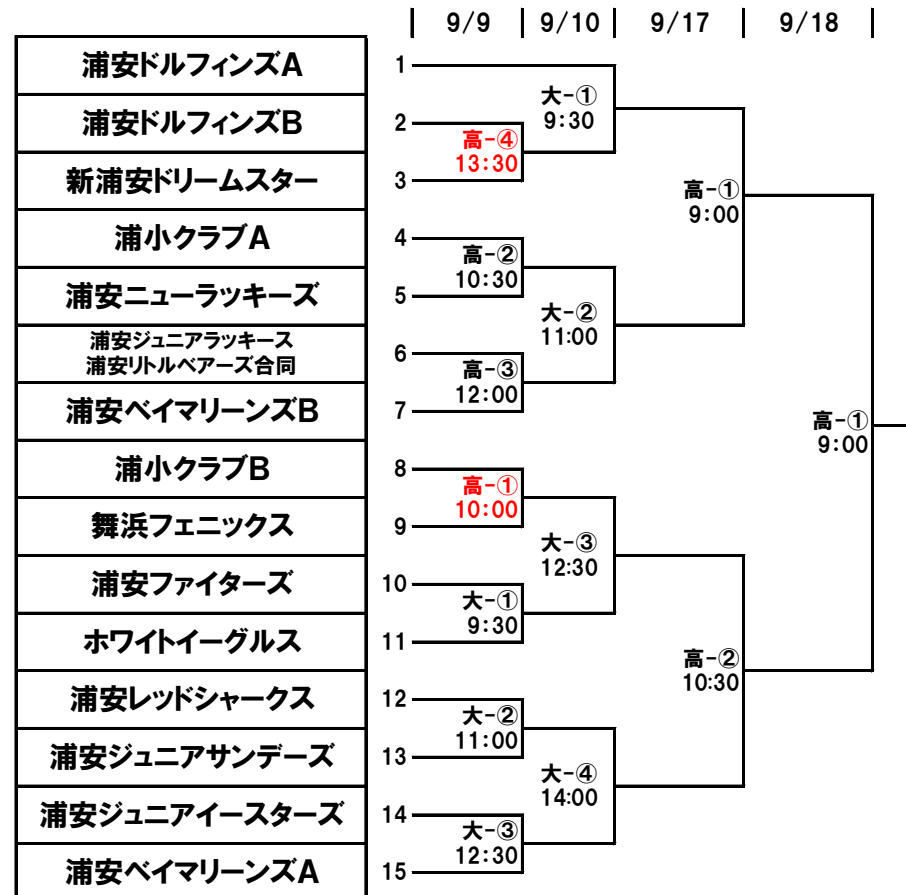 9/9 9/10 9/17 9/18
浦安ドルフィンズA 1
大-①
9:30
浦安ドルフィンズB 2
高-④
13:30
新浦安ドリームスター 3
高-①
9:00
浦小クラブA 4
高-②
10:30
浦安ニューラッキーズ 5
大-②
11:00
浦安ジュニアラッキース
浦安リトルベアーズ合同
6
高-③
12:00
浦安ベイマリーンズB 7
高-①
9:00
浦小クラブB 8
高-①
10:00
舞浜フェニックス 9
大-③
12:30
浦安ファイターズ 10
大-①
9:30
ホワイトイーグルス 11
高-②
10:30
浦安レッドシャークス 12
大-②
11:00
浦安ジュニアサンデーズ 13
大-④
14:00
浦安ジュニアイースターズ 14
大-③
12:30
浦安ベイマリーンズA 15